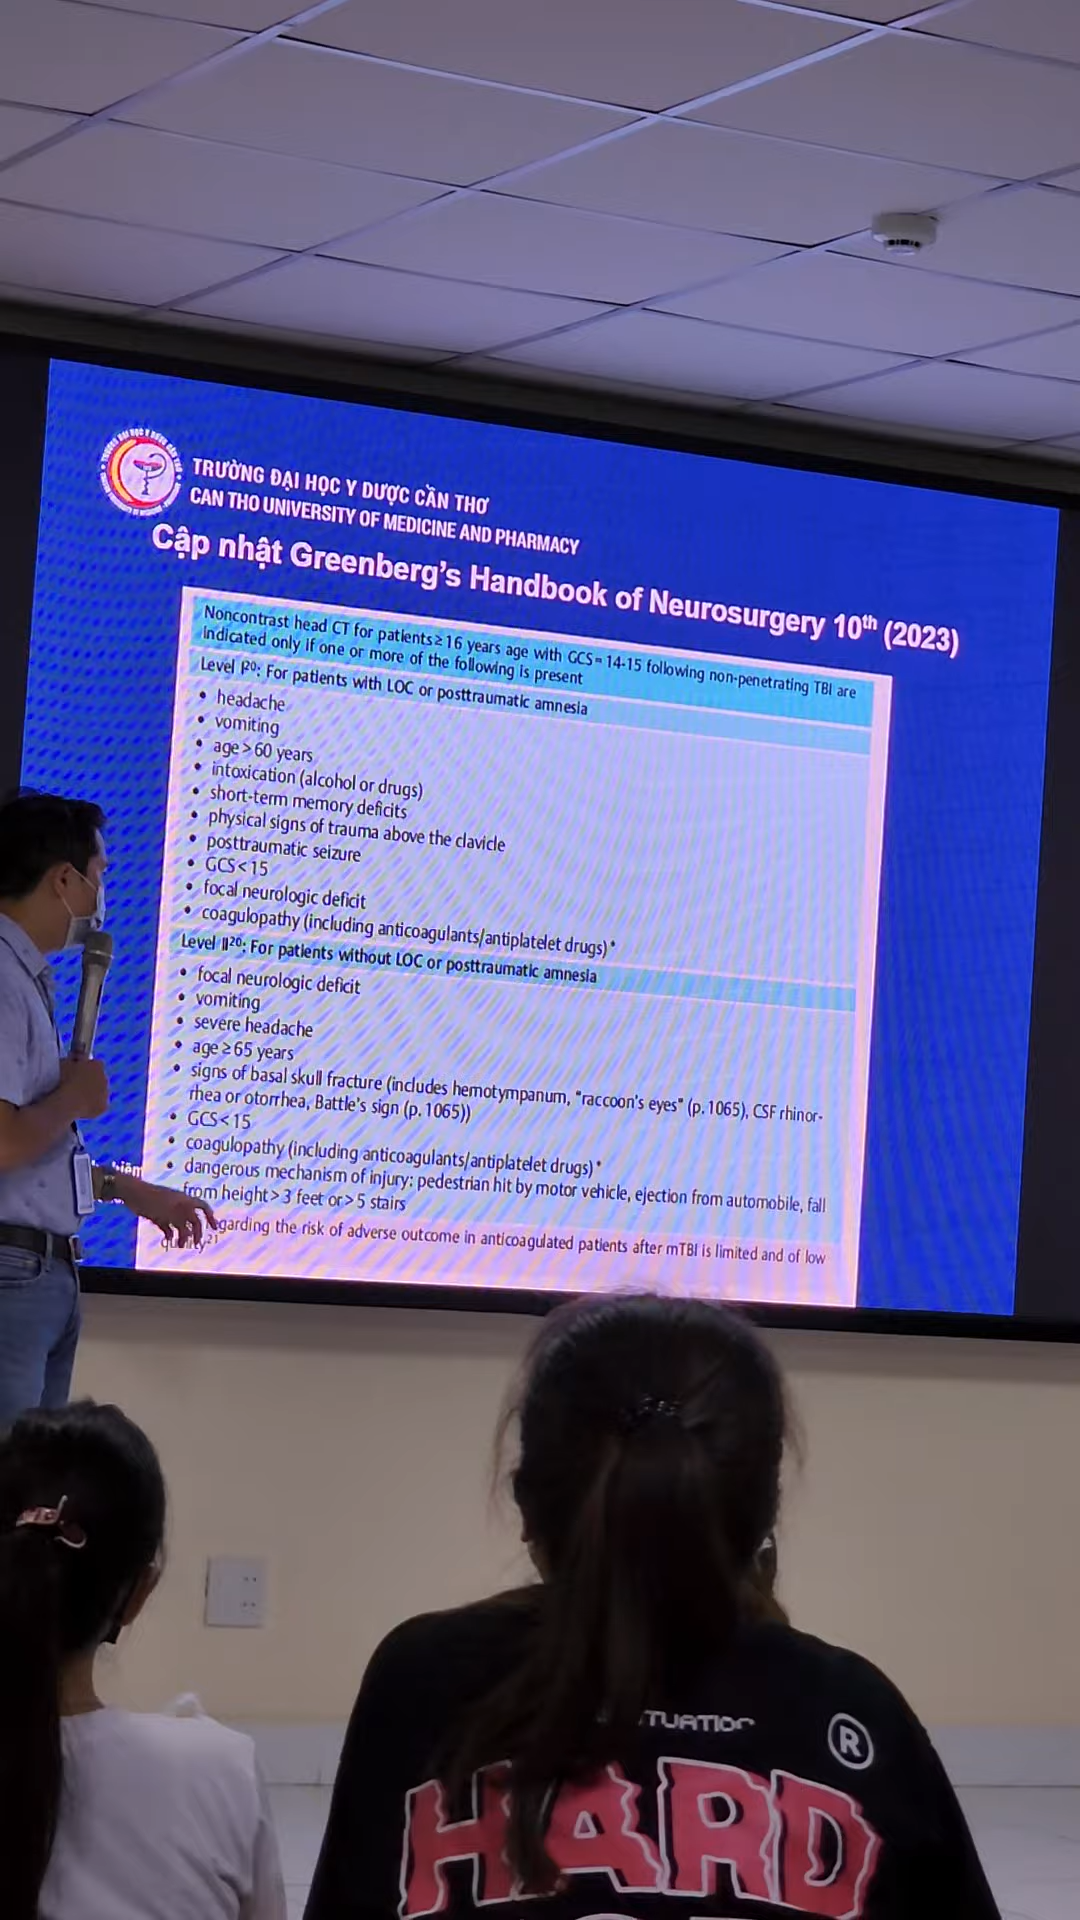 TRƯỜNG ĐẠI HỌC Y DƯỢC CẦN THƠ
CAN THO UNIVERSITY OF MEDICINE AND PHARMACY
Cập nhật Greenberg's Handbook of Neurosurgery 10th (2023)
Noncontrast head CT for patients ≥ 16 years age with GCS = 14-15 following non-penetrating TBI are
indicated only if one or more of the following is present
Level I20: For patients with LOC or posttraumatic amnesia
• headache
• vomiting
• age > 60 years
• intoxication (alcohol or drugs)
• short-term memory deficits
• physical signs of trauma above the clavicle
• posttraumatic seizure
• GCS < 15
• focal neurologic deficit
• coagulopathy (including anticoagulants/antiplatelet drugs)*
Level II20: For patients without LOC or posttraumatic amnesia
• focal neurologic deficit
• vomiting
• severe headache
• age ≥ 65 years
• signs of basal skull fracture (includes hemotympanum, "raccoon's eyes" (p. 1065), CSF rhinor-
rhea or otorrhea, Battle's sign (p. 1065))
• GCS < 15
• coagulopathy (including anticoagulants/antiplatelet drugs)*
• dangerous mechanism of injury: pedestrian hit by motor vehicle, ejection from automobile, fall
from height > 3 feet or > 5 stairs
garding the risk of adverse outcome in anticoagulated patients after mTBI is limited and of low
quality21
TUATION
®
HARD